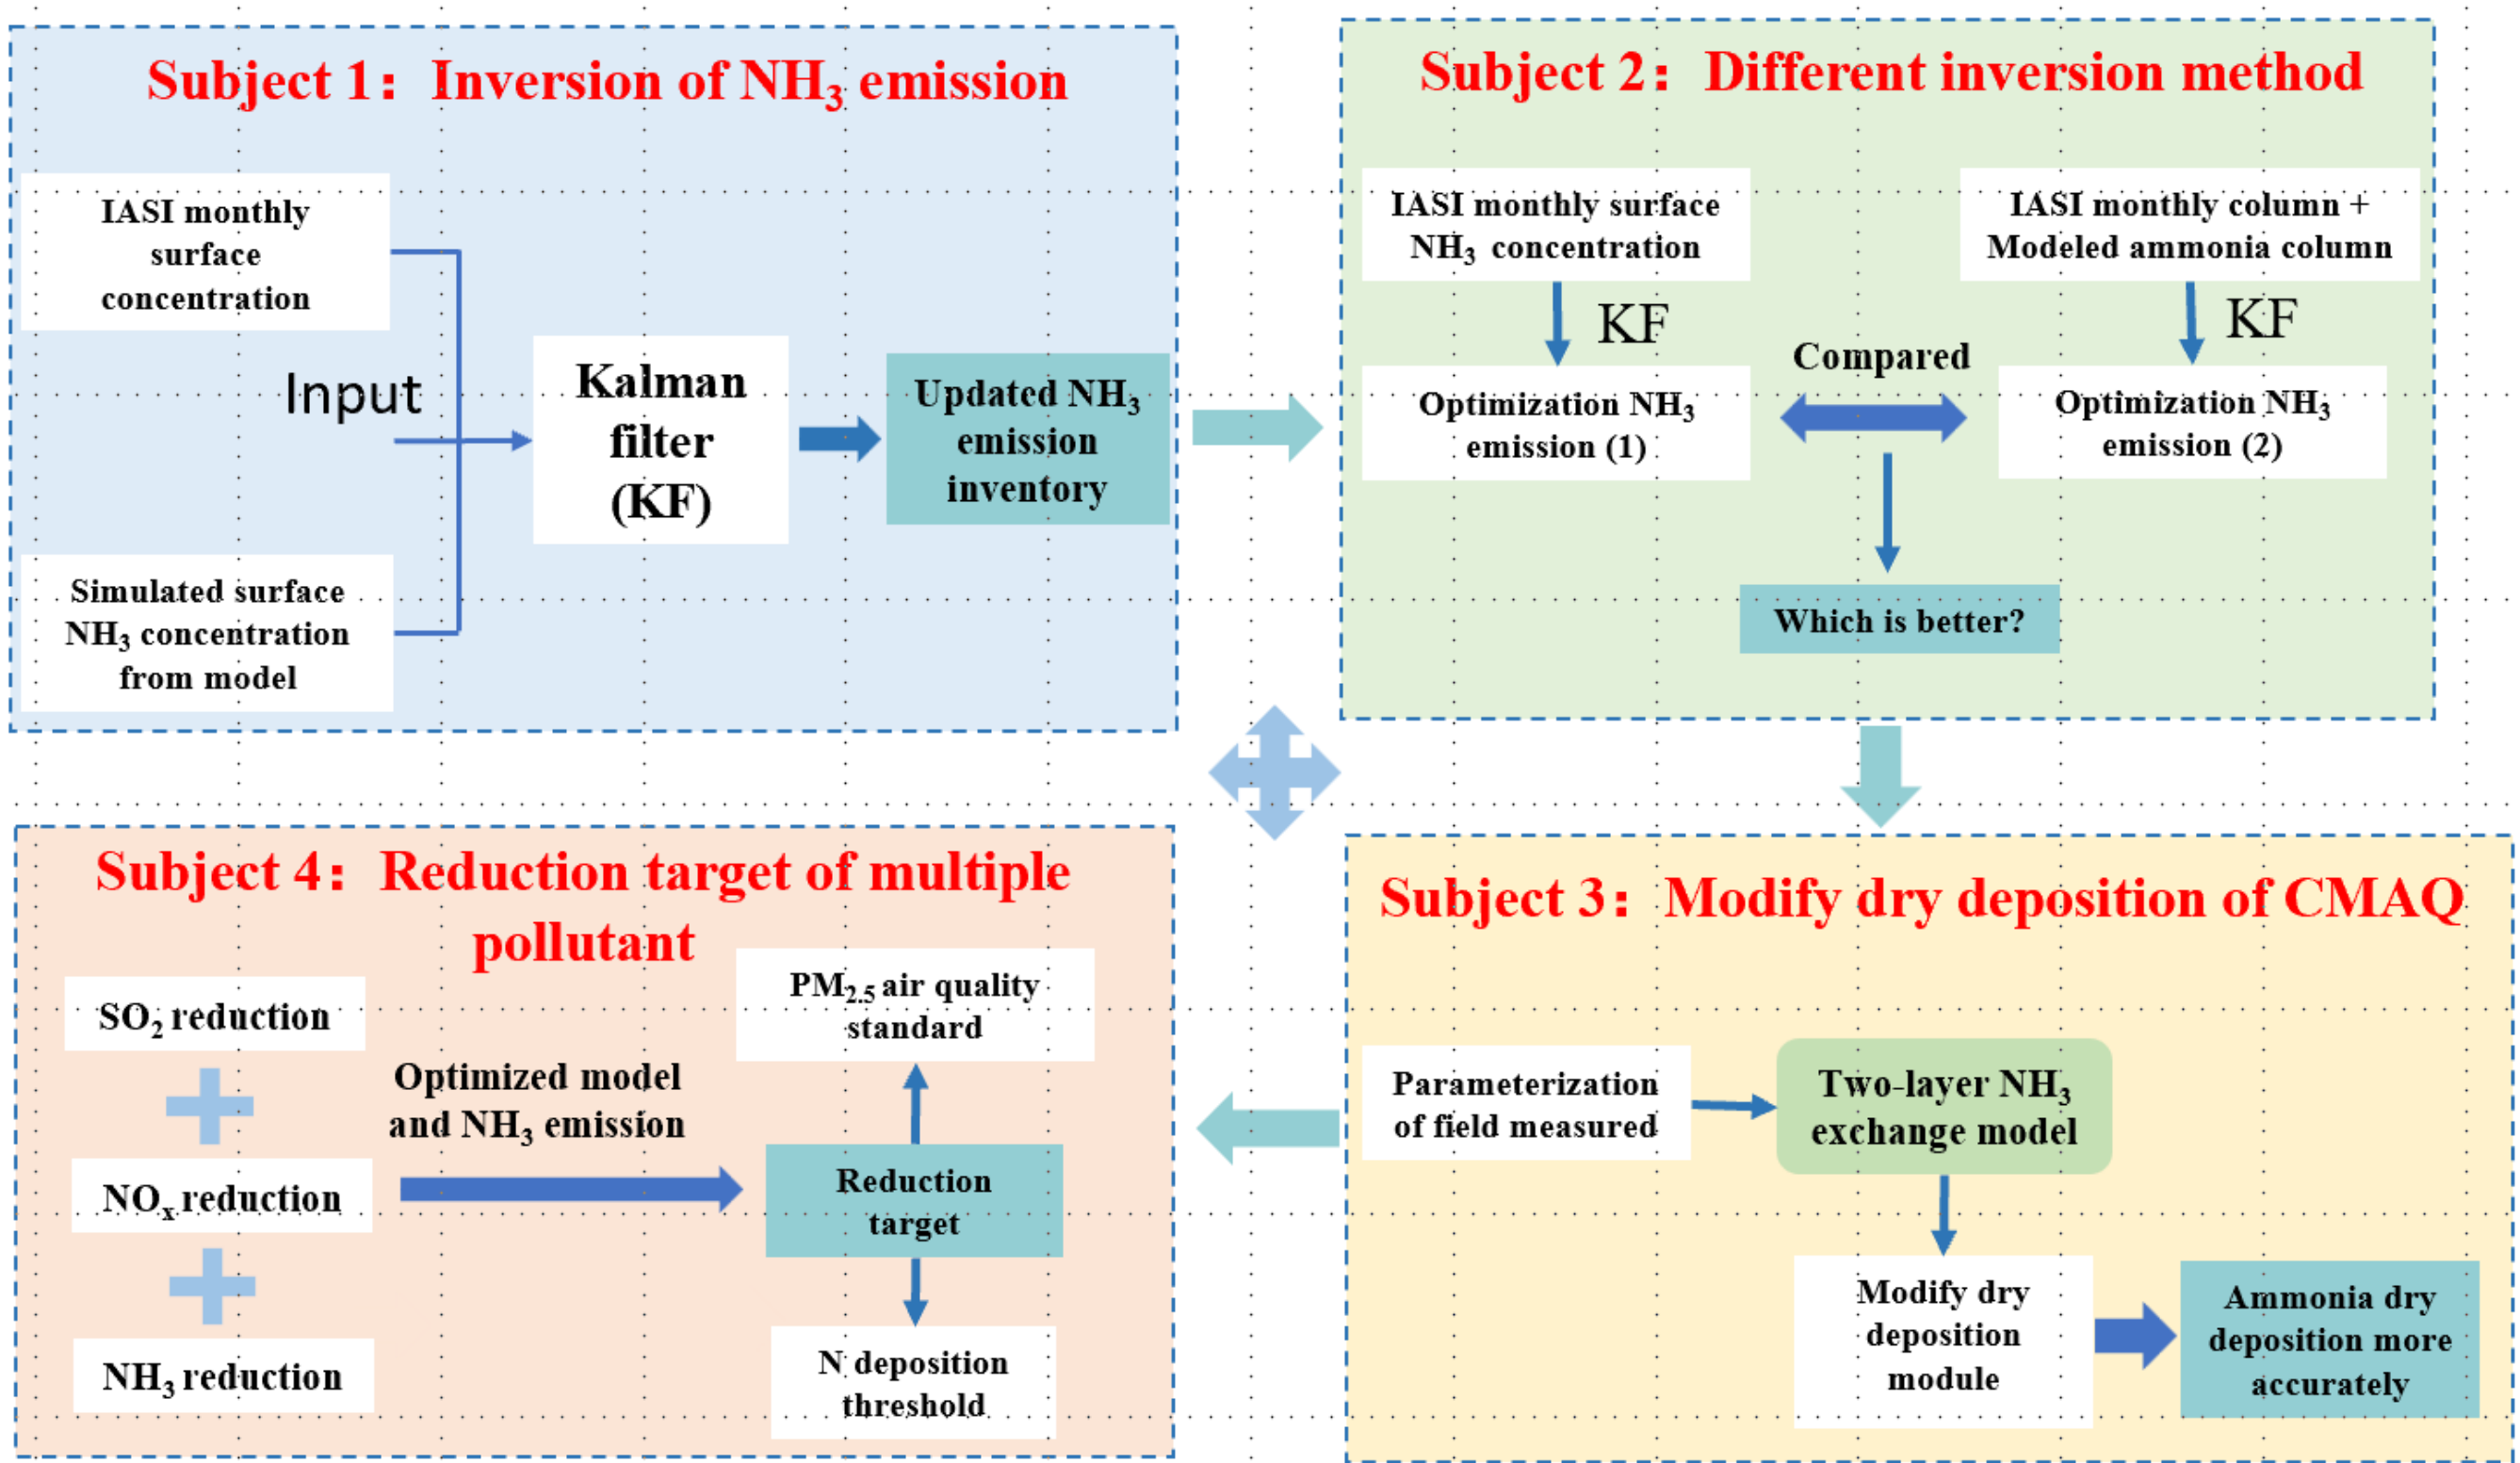 Subject 1：Inversion of NH₃ emission
IASI monthly
surface
concentration
Input
Simulated surface
NH₃ concentration
from model
Kalman
filter
(KF)
Updated NH₃
emission
inventory
Subject 2：Different inversion method
IASI monthly surface
NH₃ concentration
KF
Optimization NH₃
emission (1)
Compared
IASI monthly column +
Modeled ammonia column
KF
Optimization NH₃
emission (2)
Which is better?
Subject 3：Modify dry deposition of CMAQ
Parameterization
of field measured
Two-layer NH₃
exchange model
Modify dry
deposition
module
Ammonia dry
deposition more
accurately
Subject 4：Reduction target of multiple
pollutant
SO₂ reduction
NOₓ reduction
NH₃ reduction
Optimized model
and NH₃ emission
PM₂.₅ air quality
standard
Reduction
target
N deposition
threshold